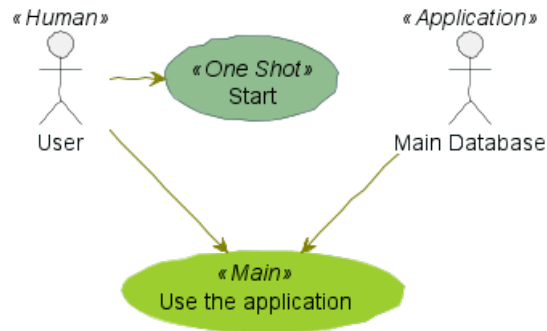 «Human»
User
«One Shot»
Start
«Application»
Main Database
«Main»
Use the application